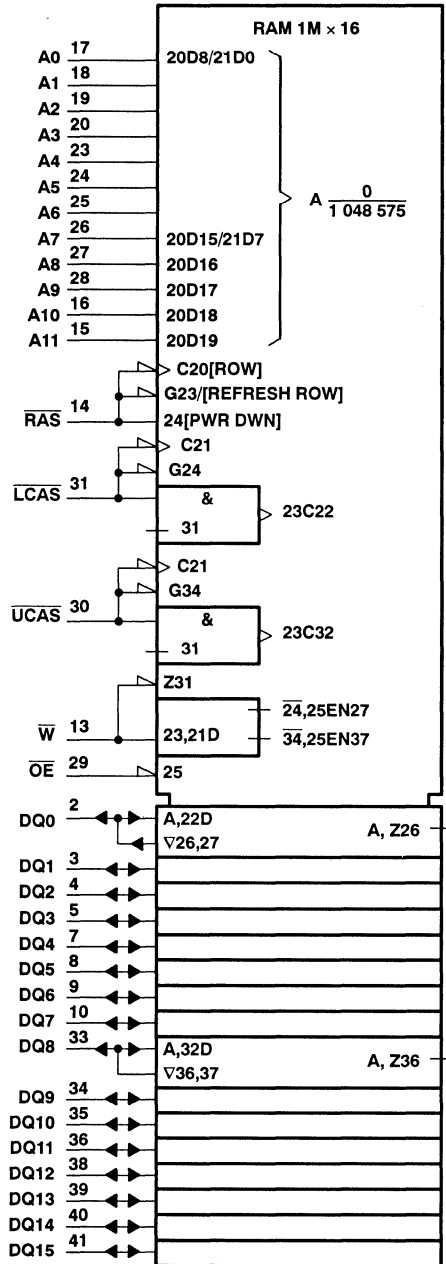 RAM 1M × 16
A0 17 20D8/21D0
A1 18
A2 19
A3 20
A4 23
A5 24
A6 25
A 0
1 048 575
A7 26 20D15/21D7
A8 27 20D16
A9 28 20D17
A10 16 20D18
A11 15 20D19
C20[ROW]
G23/[REFRESH ROW]
RAS 14 24[PWR DWN]
C21
G24
LCAS 31
&
31
23C22
C21
G34
UCAS 30
&
31
23C32
Z31
24,25EN27
W 13 23,21D
34,25EN37
OE 29 25
DQ0 2 A,22D
A, Z26
∇26,27
DQ1 3
DQ2 4
DQ3 5
DQ4 7
DQ5 8
DQ6 9
DQ7 10
DQ8 33 A,32D
A, Z36
∇36,37
DQ9 34
DQ10 35
DQ11 36
DQ12 38
DQ13 39
DQ14 40
DQ15 41